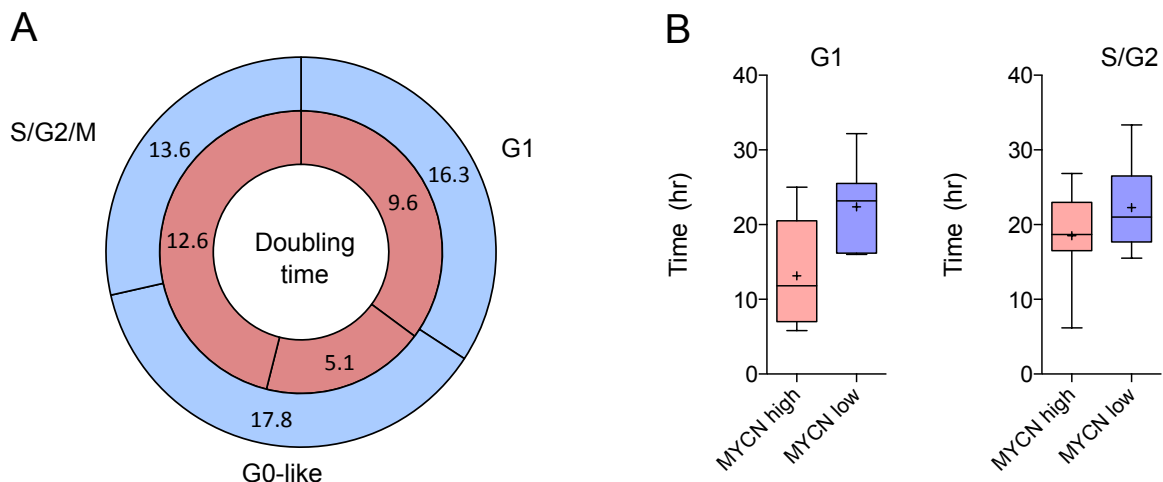 A
S/G2/M
G1
13.6
16.3
9.6
12.6
Doubling
time
5.1
17.8
G0-like
B
G1
Time (hr)
40
30
20
10
0
MYCN high
MYCN low
S/G2
Time (hr)
40
30
20
10
0
MYCN high
MYCN low